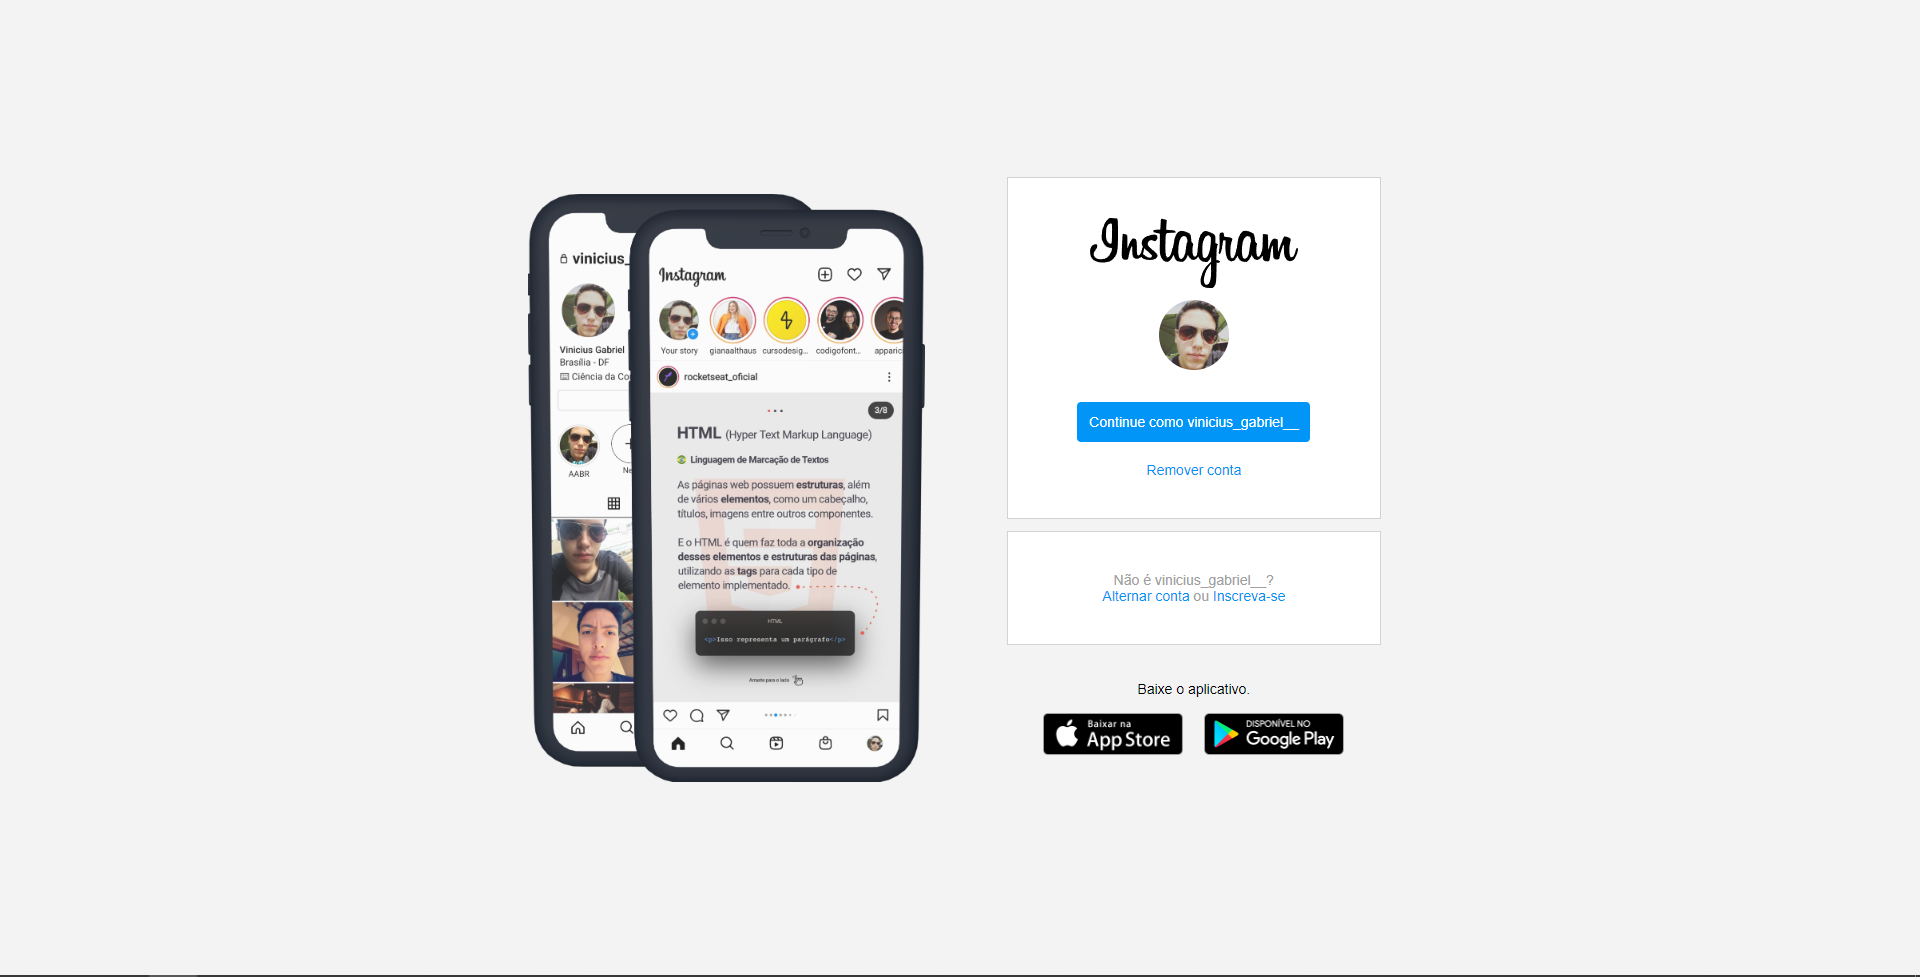 vinicius_
Vinicius Gabriel
Brasília - DF
Ciência da Co
AABR
Ne
Instagram
Your story
gianaalthaus
cursodesig...
codigofont...
apparic
rocketseat_oficial
3/8
HTML (Hyper Text Markup Language)
Linguagem de Marcação de Textos
As páginas web possuem estruturas, além
de vários elementos, como um cabeçalho,
títulos, imagens entre outros componentes.
E o HTML é quem faz toda a organização
desses elementos e estruturas das páginas,
utilizando as tags para cada tipo de
elemento implementado.
HTML
<p>Isso representa um parágrafo</p>
Arraste para o lado
Instagram
Continue como vinicius_gabriel__
Remover conta
Não é vinicius_gabriel__?
Alternar conta ou Inscreva-se
Baixe o aplicativo.
Baixar na
App Store
DISPONÍVEL NO
Google Play